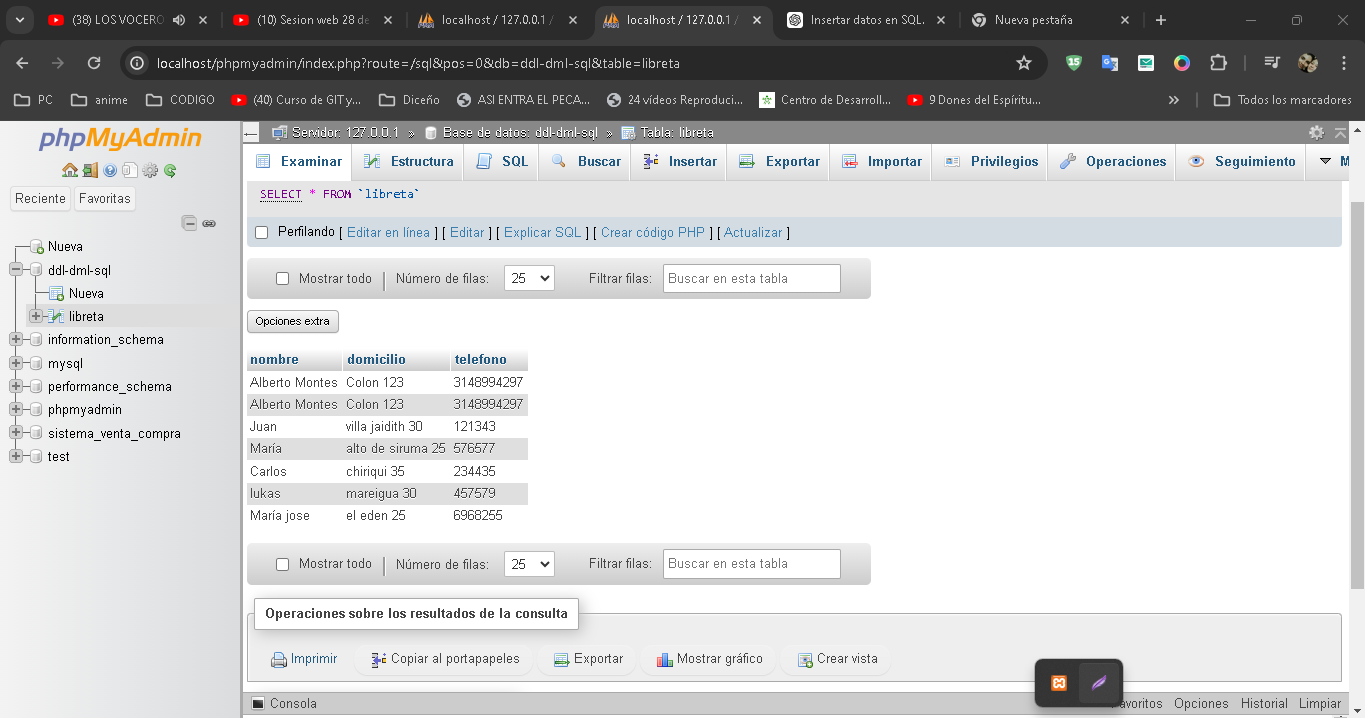 (38) LOS VOCERO
(10) Sesion web 28 de
localhost / 127.0.0.1 /
localhost / 127.0.0.1 /
Insertar datos en SQL.
Nueva pestaña
localhost/phpmyadmin/index.php?route=/sql&pos=0&db=ddl-dml-sql&table=libreta
15
PC
anime
CODIGO
(40) Curso de GIT y...
Diceño
ASI ENTRA EL PECA...
24 vídeos Reproduci...
Centro de Desarroll...
9 Dones del Espíritu...
»
Todos los marcadores
phpMyAdmin
Reciente
Favoritas
Nueva
ddl-dml-sql
Nueva
libreta
information_schema
mysql
performance_schema
phpmyadmin
sistema_venta_compra
test
Servidor: 127.0.0.1 » Base de datos: ddl-dml-sql » Tabla: libreta
Examinar
Estructura
SQL
Buscar
Insertar
Exportar
Importar
Privilegios
Operaciones
Seguimiento
M
SELECT * FROM `libreta`
Perfilando [ Editar en línea ] [ Editar ] [ Explicar SQL ] [ Crear código PHP ] [ Actualizar ]
Mostrar todo | Número de filas: 25 Filtrar filas: Buscar en esta tabla
Opciones extra
nombre domicilio telefono
Alberto Montes Colon 123 3148994297
Alberto Montes Colon 123 3148994297
Juan villa jaidith 30 121343
María alto de siruma 25 576577
Carlos chiriqui 35 234435
lukas mareigua 30 457579
María jose el eden 25 6968255
Mostrar todo | Número de filas: 25 Filtrar filas: Buscar en esta tabla
Operaciones sobre los resultados de la consulta
Imprimir
Copiar al portapapeles
Exportar
Mostrar gráfico
Crear vista
Consola
avoritos
Opciones
Historial
Limpiar